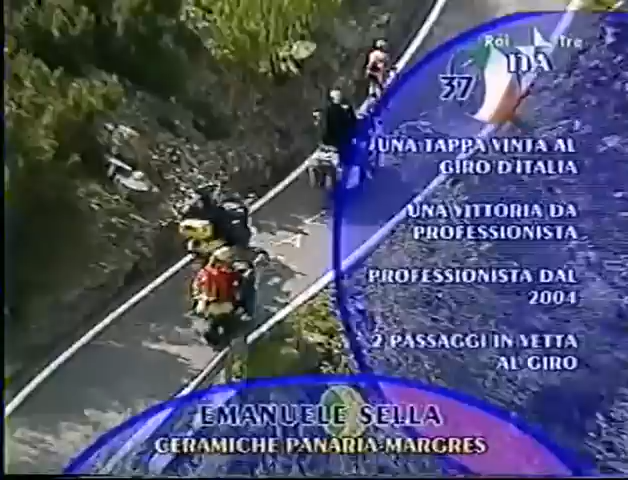 Rai Tre
37 ITA
UNA TAPPA VINTA AL
GIRO D'ITALIA
UNA VITTORIA DA
PROFESSIONISTA
PROFESSIONISTA DAL
2004
2 PASSAGGI IN VETTA
AL GIRO
EMANUELE SELLA
CERAMICHE PANARIA-MARGRES